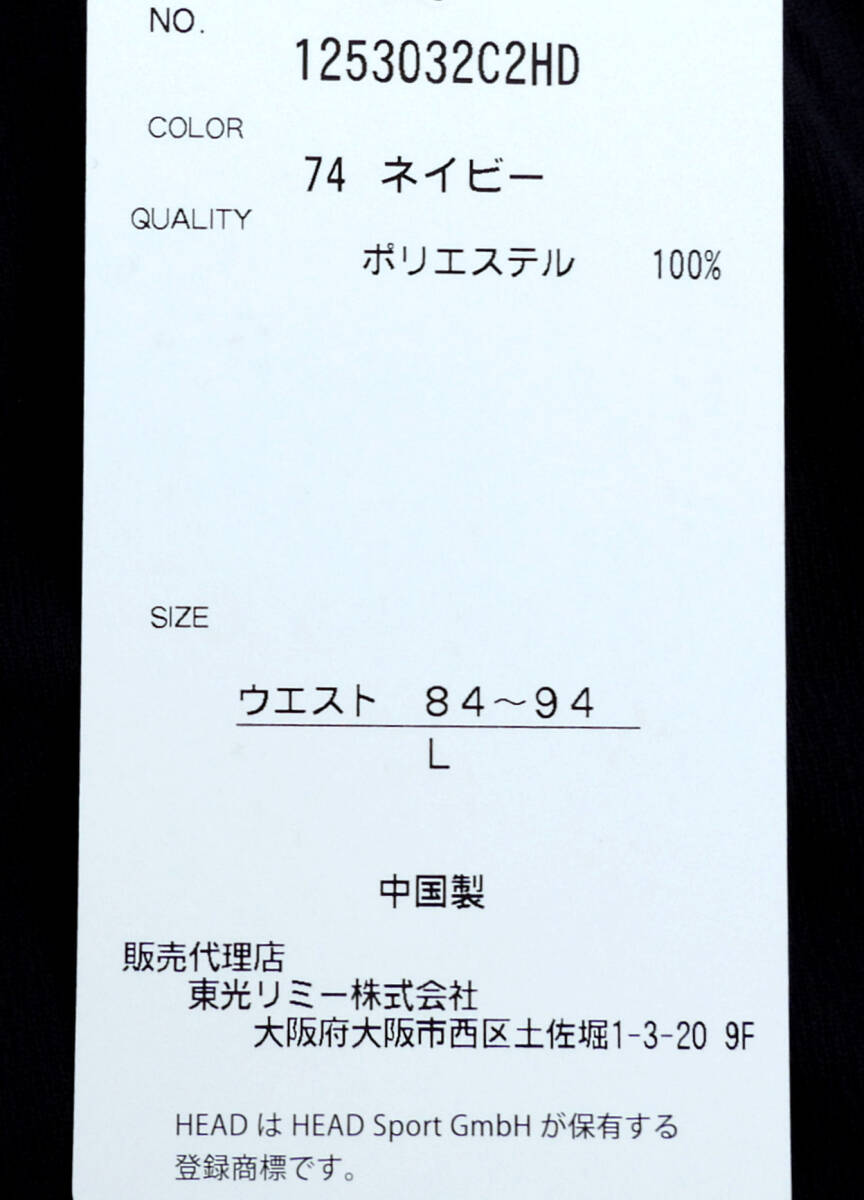 NO.
1253032C2HD
COLOR
74 ネイビー
QUALITY
ポリエステル 100%
SIZE
ウエスト 84～94
L
中国製
販売代理店
東光リミー株式会社
大阪府大阪市西区土佐堀1-3-20 9F
HEAD は HEAD Sport GmbH が保有する
登録商標です。